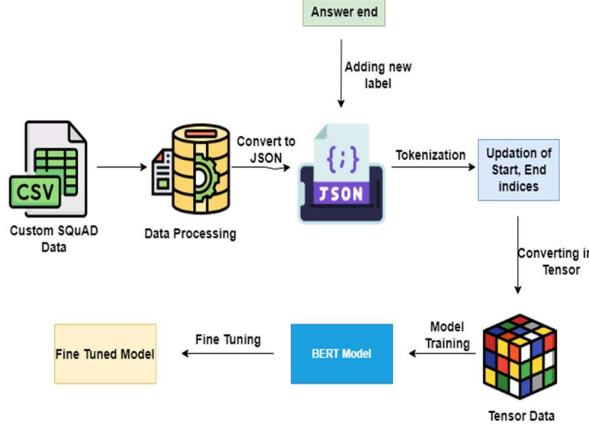 Answer end
Adding new
label
Convert to
JSON
{;}
JSON
Tokenization
Updation of
Start, End
indices
CSV
Custom SQuAD
Data
Data Processing
Converting in
Tensor
Fine Tuned Model
Fine Tuning
BERT Model
Model
Training
Tensor Data